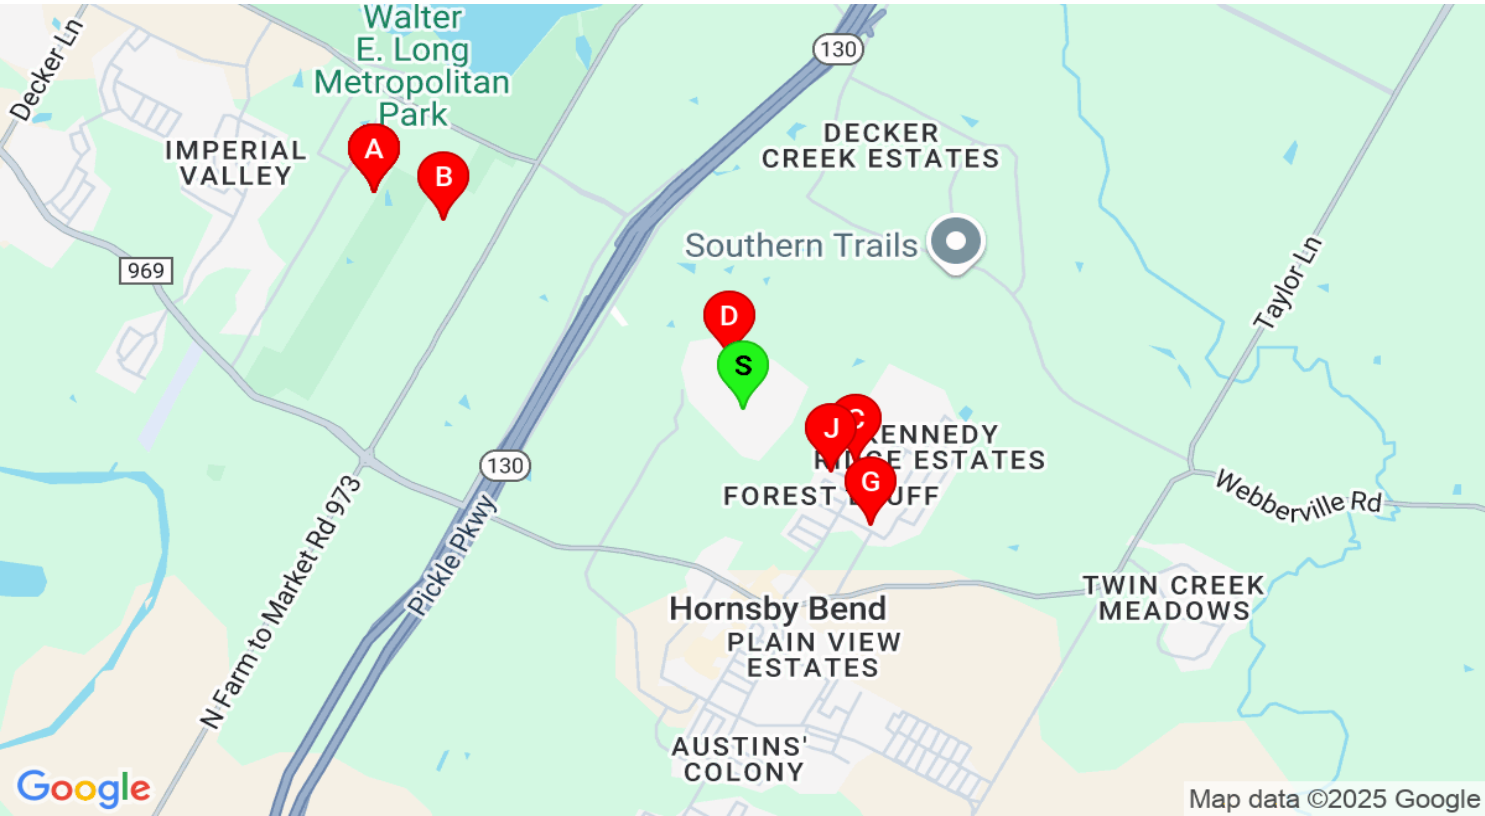 Walter
E. Long
Metropolitan
Park
Decker Ln
130
DECKER
CREEK ESTATES
IMPERIAL
VALLEY
A
B
Southern Trails
969
Taylor Ln
D
S
J
C
KENNEDY
RIDGE ESTATES
G
FOREST BLUFF
130
Webberville Rd
N Farm to Market Rd 973
Pickle Pkwy
TWIN CREEK
MEADOWS
Hornsby Bend
PLAIN VIEW
ESTATES
AUSTINS'
COLONY
Google
Map data ©2025 Google